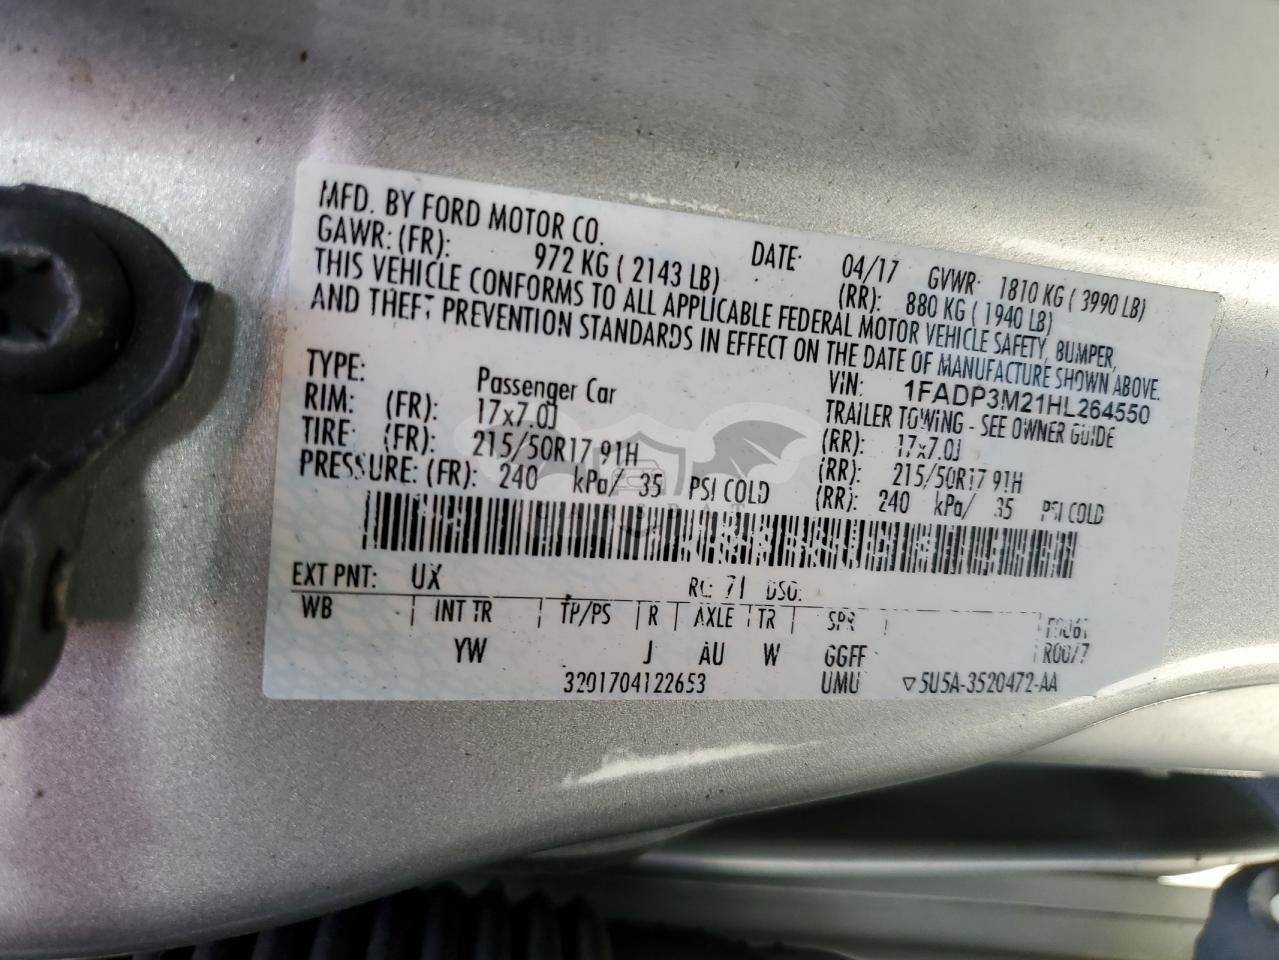 MFD. BY FORD MOTOR CO. DATE: 04/17 GVWR: 1810 KG ( 3990 LB)
GAWR: (FR): 972 KG ( 2143 LB) (RR): 880 KG ( 1940 LB)
THIS VEHICLE CONFORMS TO ALL APPLICABLE FEDERAL MOTOR VEHICLE SAFETY, BUMPER,
AND THEFT PREVENTION STANDARDS IN EFFECT ON THE DATE OF MANUFACTURE SHOWN ABOVE.
VIN: 1FADP3M21HL264550
TYPE: Passenger Car TRAILER TOWING - SEE OWNER GUIDE
RIM: (FR): 17x7.0J (RR): 17x7.0J
TIRE: (FR): 215/50R17 91H (RR): 215/50R17 91H
PRESSURE: (FR): 240 kPa/ 35 PSI COLD (RR): 240 kPa/ 35 PSI COLD
EXT PNT: UX RC: 71 DSO:
WB INT TR TP/PS R AXLE TR SPR
YW J AU W GGFF
3201704122653 UMU ▽5U5A-3520472-AA